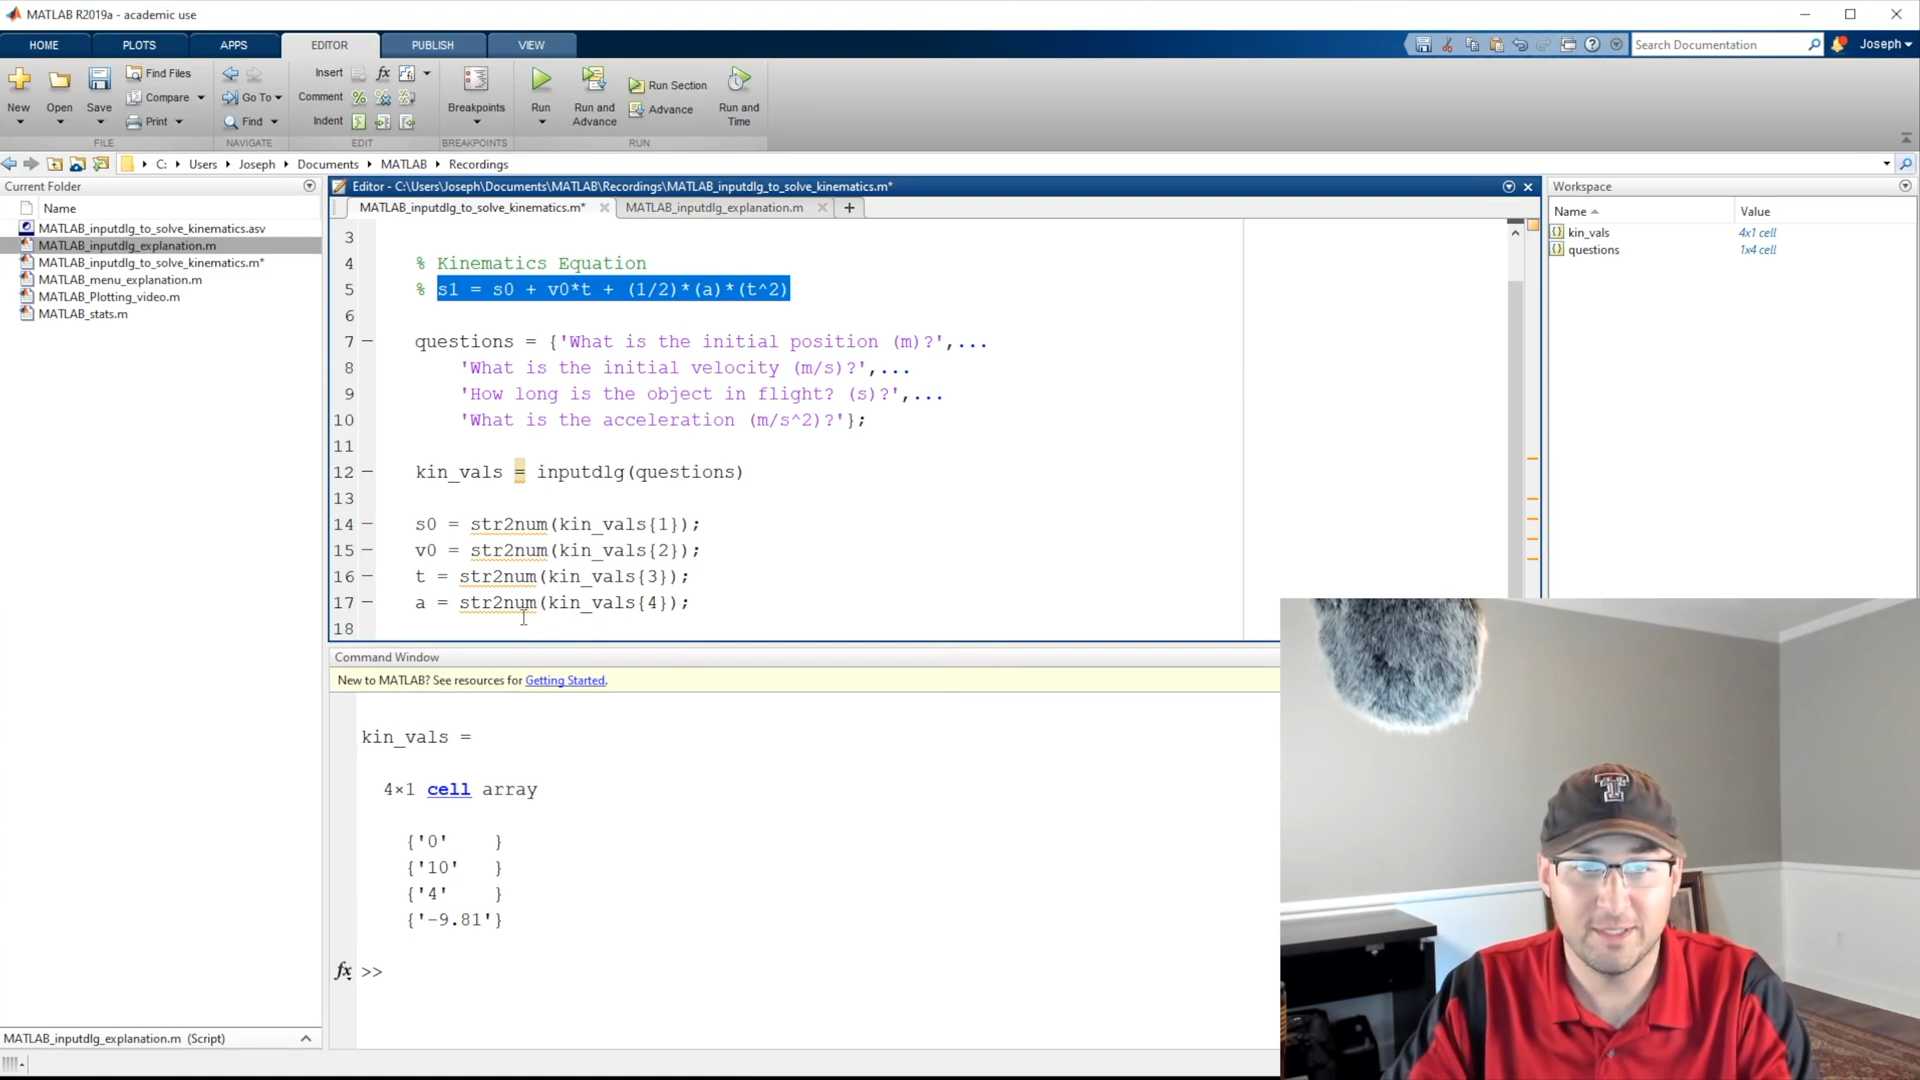 MATLAB R2019a - academic use
HOME PLOTS APPS EDITOR PUBLISH VIEW
Search Documentation
Joseph
New
Open
Save
Find Files
Compare
Print
FILE
Go To
Find
NAVIGATE
Insert
Comment
Indent
fx
EDIT
Breakpoints
BREAKPOINTS
Run
Run and Advance
Run Section
Advance
Run and Time
RUN
C: Users Joseph Documents MATLAB Recordings
Current Folder
Name
MATLAB_inputdlg_to_solve_kinematics.asv
MATLAB_inputdlg_explanation.m
MATLAB_inputdlg_to_solve_kinematics.m*
MATLAB_menu_explanation.m
MATLAB_Plotting_video.m
MATLAB_stats.m
MATLAB_inputdlg_explanation.m (Script)
Editor - C:\Users\Joseph\Documents\MATLAB\Recordings\MATLAB_inputdlg_to_solve_kinematics.m*
MATLAB_inputdlg_to_solve_kinematics.m* MATLAB_inputdlg_explanation.m
3
4 % Kinematics Equation
5 % s1 = s0 + v0*t + (1/2)*(a)*(t^2)
6
7 – questions = {'What is the initial position (m)?',...
8 'What is the initial velocity (m/s)?',...
9 'How long is the object in flight? (s)?',...
10 'What is the acceleration (m/s^2)?'};
11
12 – kin_vals = inputdlg(questions)
13
14 – s0 = str2num(kin_vals{1});
15 – v0 = str2num(kin_vals{2});
16 – t = str2num(kin_vals{3});
17 – a = str2num(kin_vals{4});
18
Command Window
New to MATLAB? See resources for Getting Started.
kin_vals =
4×1 cell array
{'0' }
{'10' }
{'4' }
{'-9.81'}
fx >>
Workspace
Name Value
kin_vals 4x1 cell
questions 1x4 cell
T